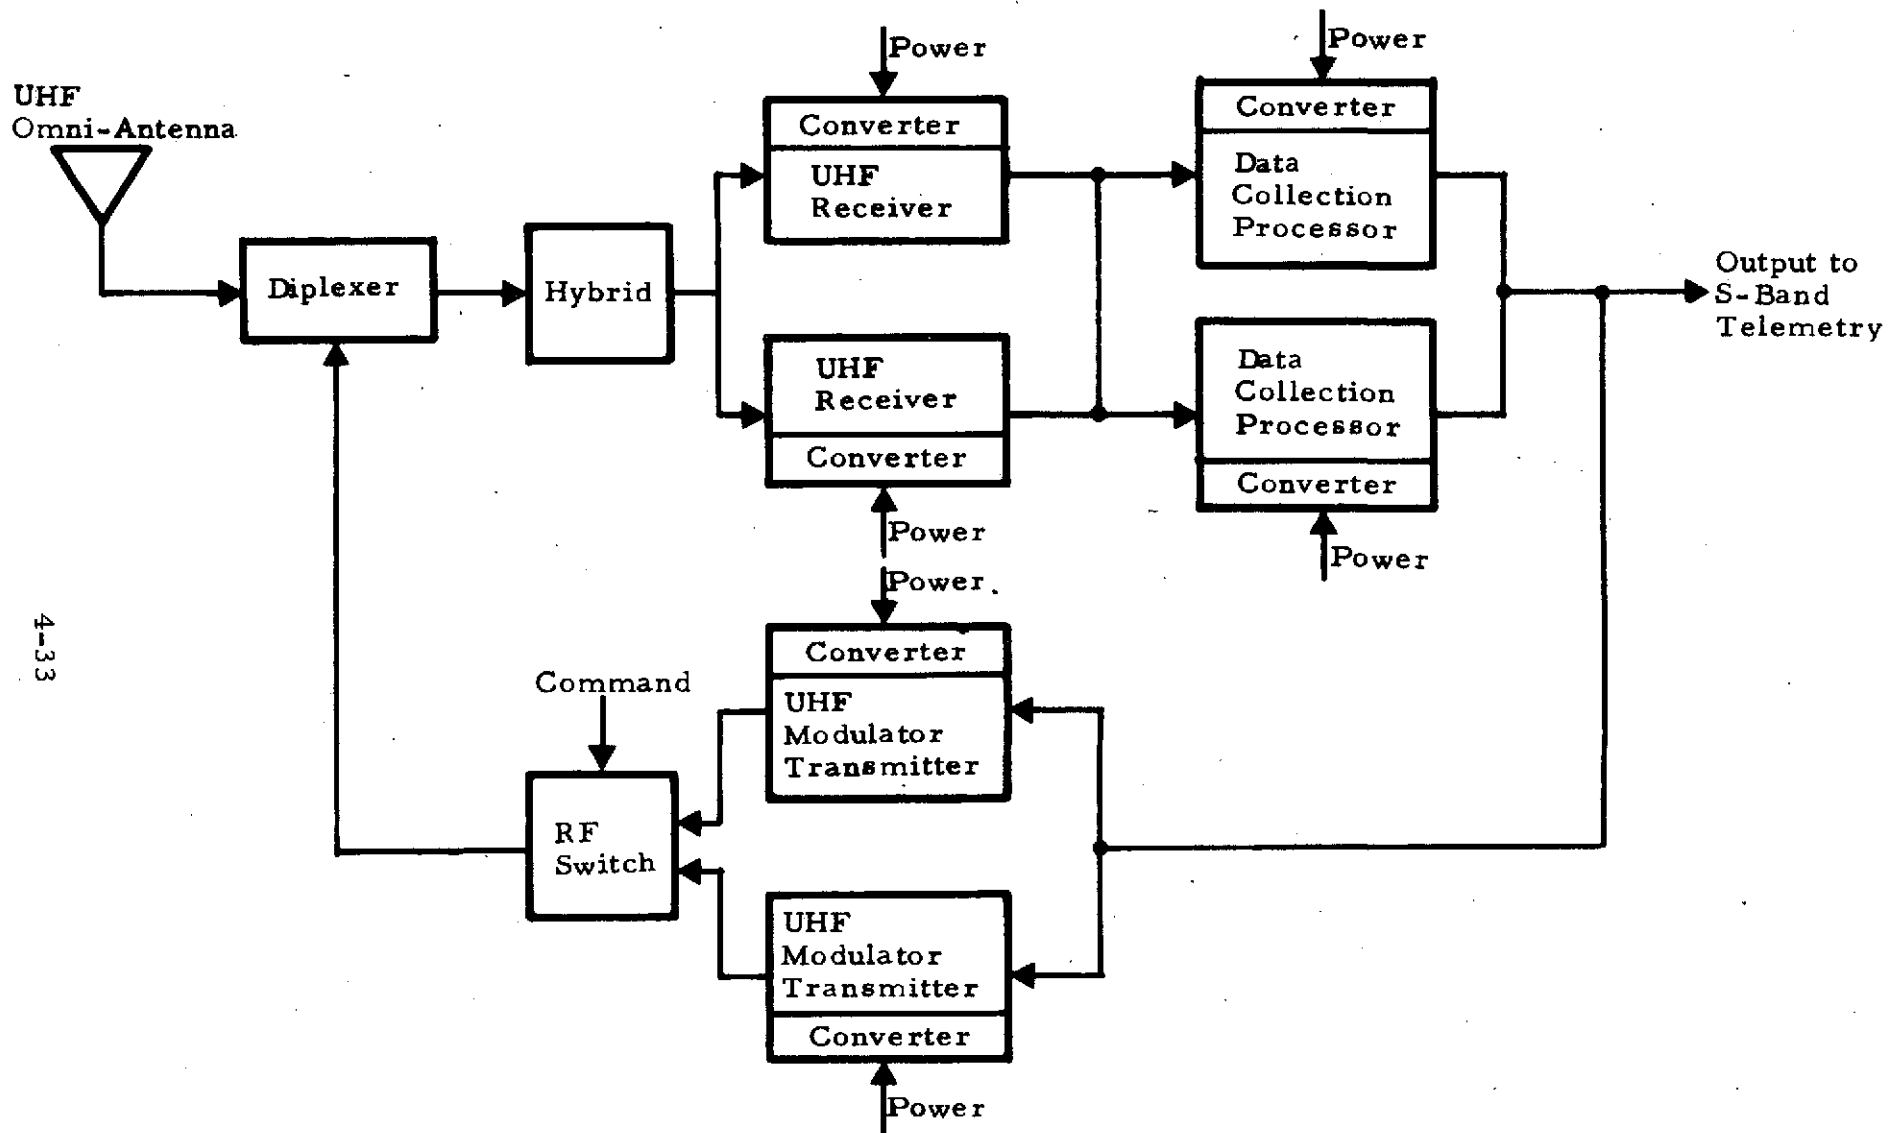 UHF
Omni-Antenna
Diplexer
Hybrid
Power
Converter
UHF
Receiver
UHF
Receiver
Converter
Power
Power
Converter
Data
Collection
Processor
Data
Collection
Processor
Converter
Power
Output to
S-Band
Telemetry
Power
Converter
UHF
Modulator
Transmitter
Command
RF
Switch
UHF
Modulator
Transmitter
Converter
Power
4-33